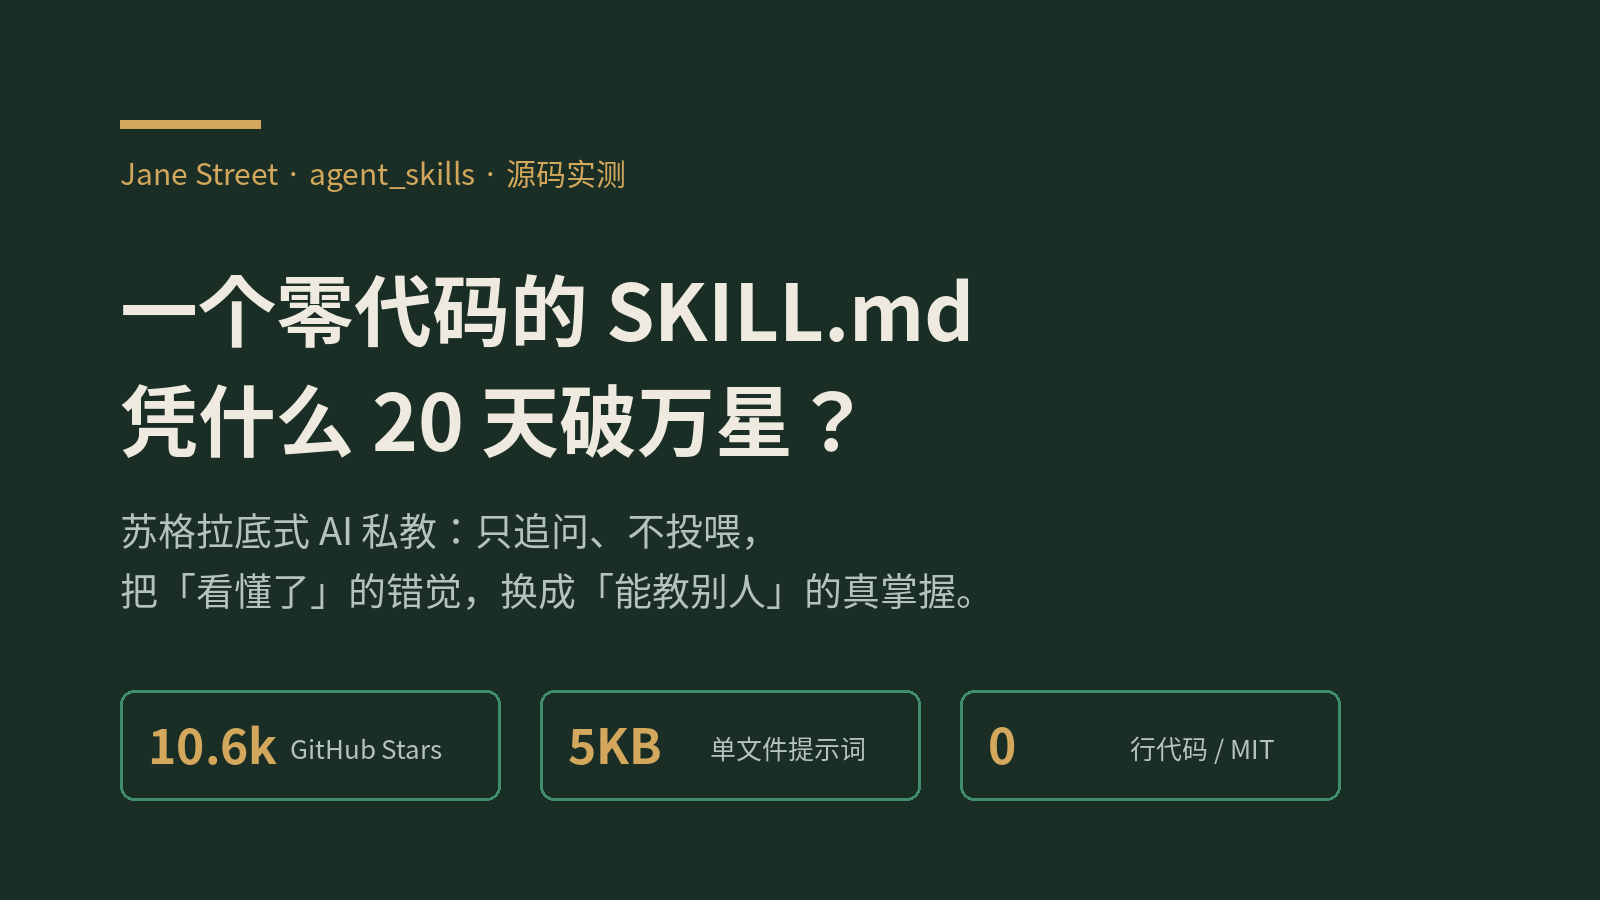 Jane Street · agent_skills · 源码实测
一个零代码的 SKILL.md
凭什么 20 天破万星？
苏格拉底式 AI 私教：只追问、不投喂，
把「看懂了」的错觉，换成「能教别人」的真掌握。
10.6k GitHub Stars
5KB 单文件提示词
0 行代码 / MIT